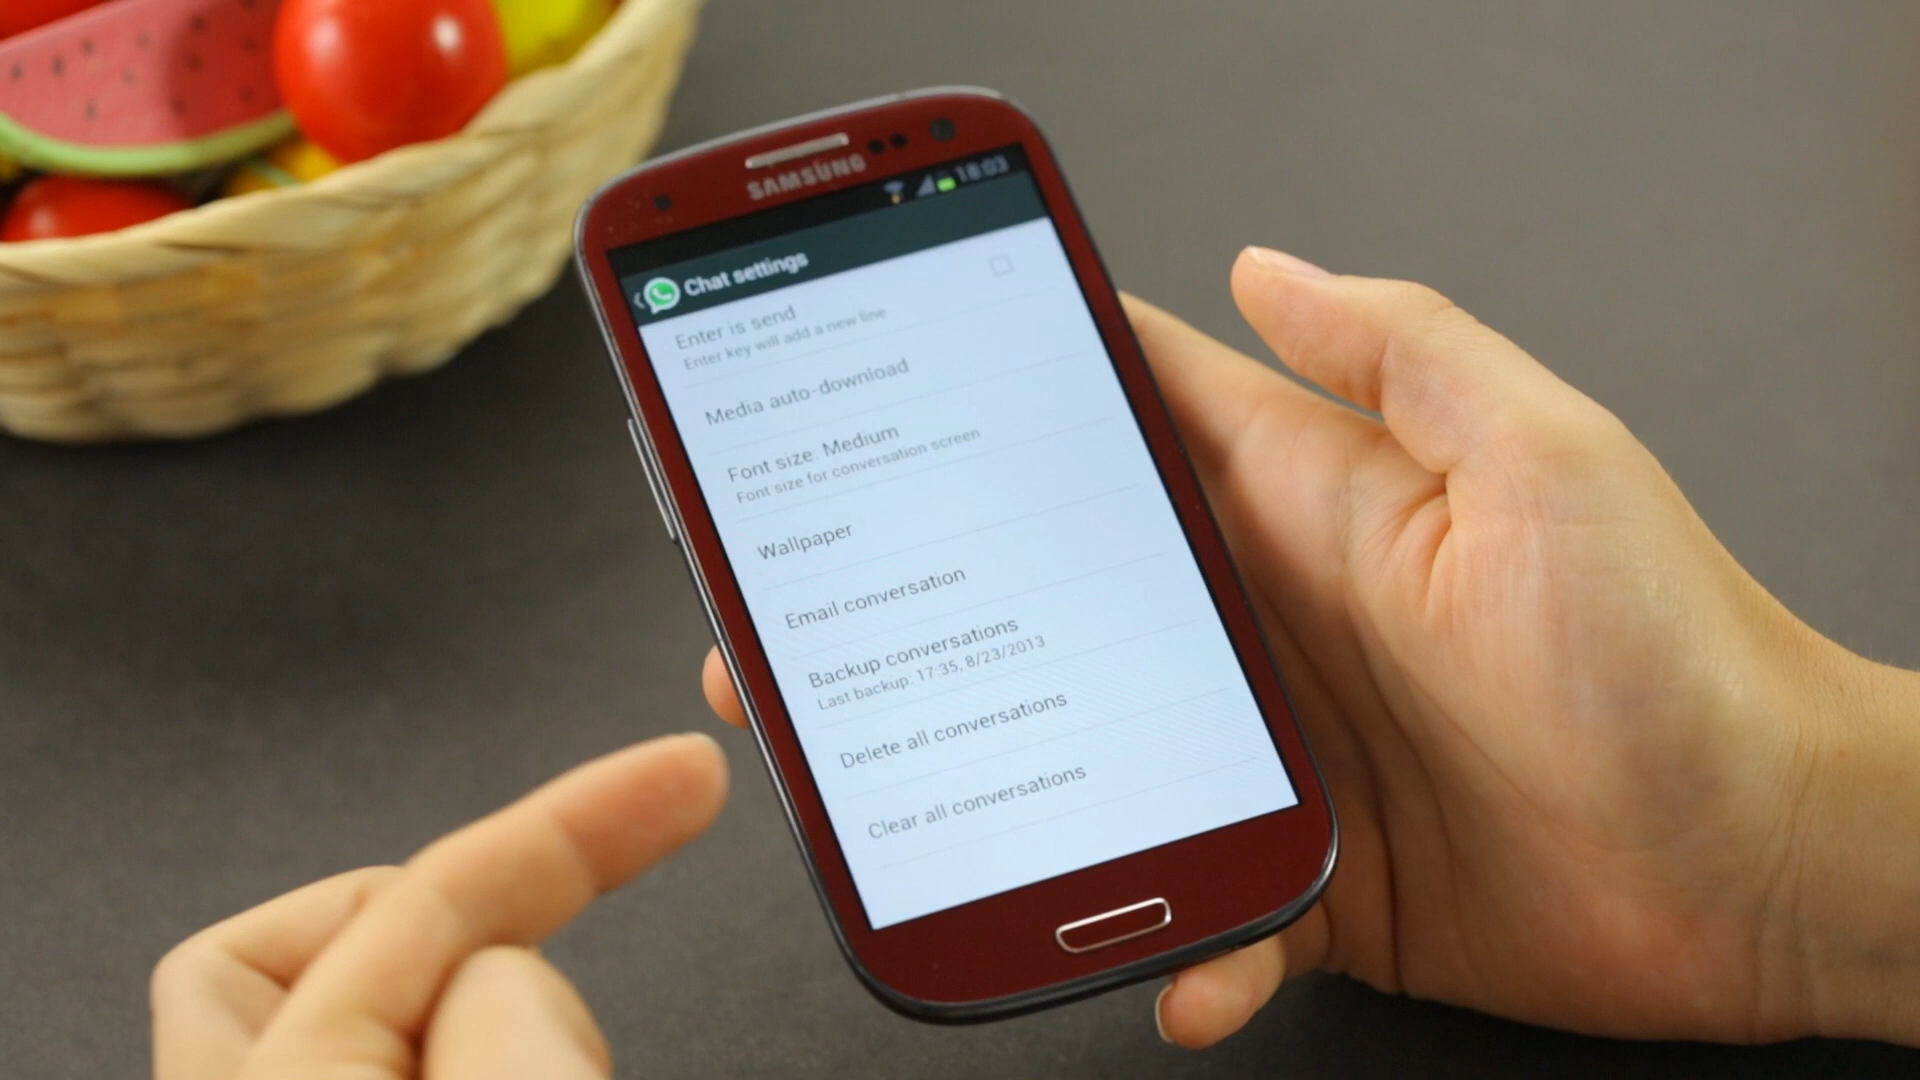 SAMSUNG
18:03
Chat settings
Enter is send
Enter key will add a new line
Media auto-download
Font size: Medium
Font size for conversation screen
Wallpaper
Email conversation
Backup conversations
Last backup: 17:35, 8/23/2013
Delete all conversations
Clear all conversations